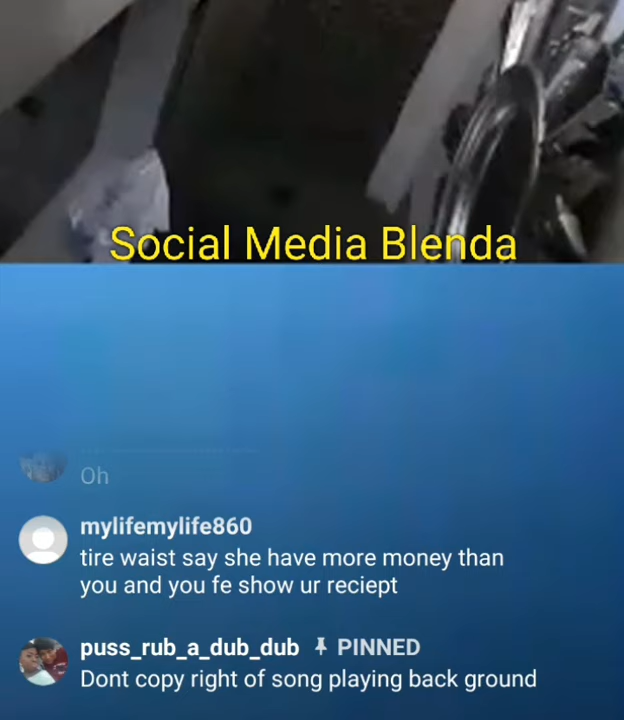 Social Media Blenda
Oh
mylifemylife860
tire waist say she have more money than
you and you fe show ur reciept
puss_rub_a_dub_dub PINNED
Dont copy right of song playing back ground